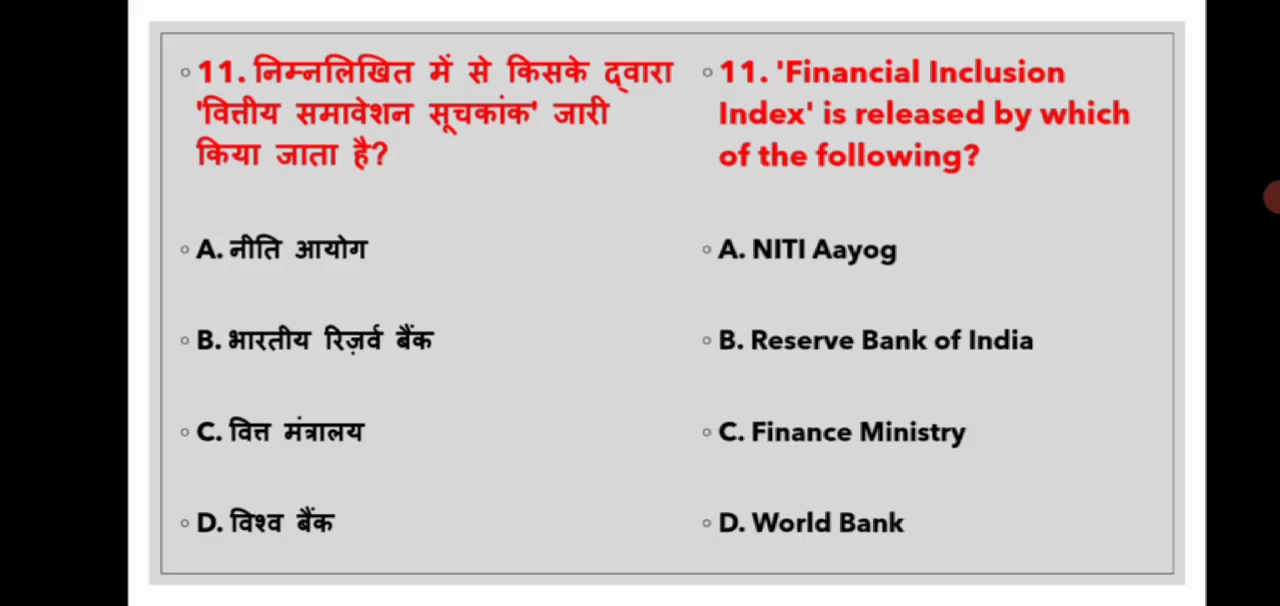 11. निम्नलिखित में से किसके द्वारा
'वित्तीय समावेशन सूचकांक' जारी
किया जाता है?
A. नीति आयोग
B. भारतीय रिज़र्व बैंक
C. वित्त मंत्रालय
D. विश्व बैंक
11. 'Financial Inclusion
Index' is released by which
of the following?
A. NITI Aayog
B. Reserve Bank of India
C. Finance Ministry
D. World Bank